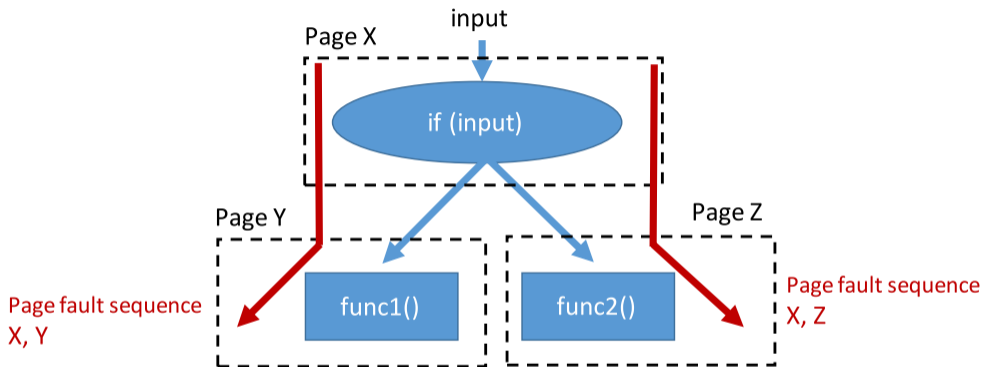 input
Page X
if (input)
Page Y
Page Z
func1()
func2()
Page fault sequence
X, Y
Page fault sequence
X, Z